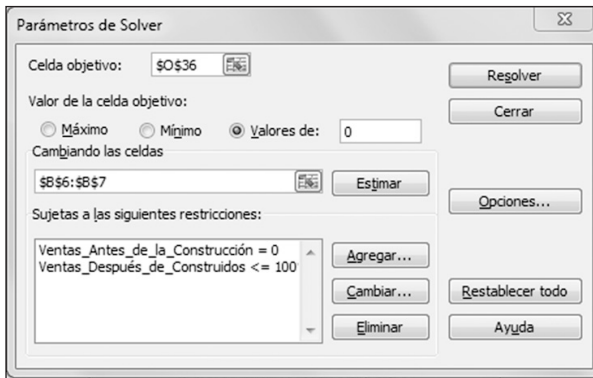 Parámetros de Solver
Celda objetivo: $O$36
Resolver
Valor de la celda objetivo:
Cerrar
Máximo Mínimo Valores de: 0
Cambiando las celdas
$B$6:$B$7 Estimar
Opciones...
Sujetas a las siguientes restricciones:
Ventas_Antes_de_la_Construcción = 0
Ventas_Después_de_Construidos <= 100
Agregar...
Cambiar...
Restablecer todo
Eliminar
Ayuda